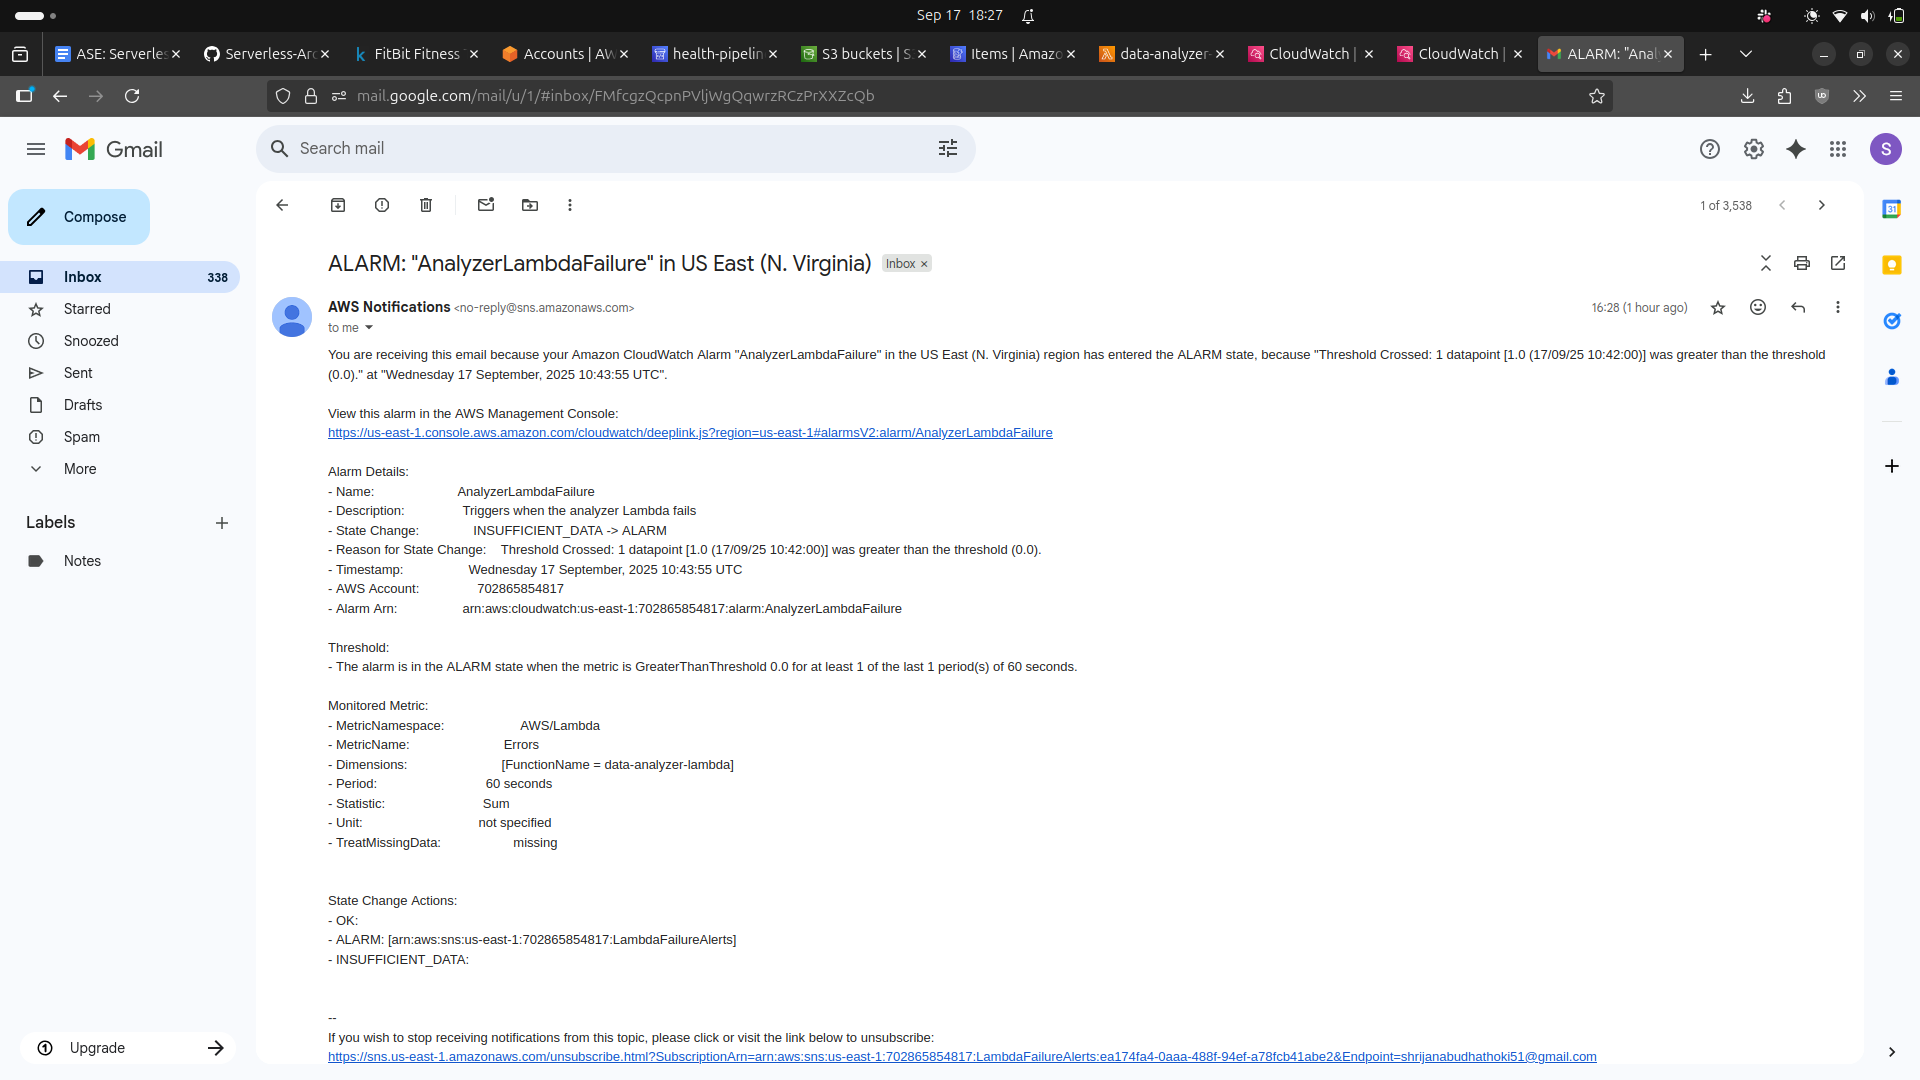 Sep 17 18:27
ASE: Serverles
Serverless-Arc
FitBit Fitness
Accounts | AW
health-pipelin
S3 buckets | S
Items | Amazo
data-analyzer-
CloudWatch |
CloudWatch |
ALARM: "Analy
mail.google.com/mail/u/1/#inbox/FMfcgzQcpnPVljWgQqwrzRCzPrXXZcQb
Gmail
Search mail
S
Compose
1 of 3,538
Inbox 338
Starred
Snoozed
Sent
Drafts
Spam
More
Labels
Notes
Upgrade
ALARM: "AnalyzerLambdaFailure" in US East (N. Virginia) Inbox
AWS Notifications <no-reply@sns.amazonaws.com> 16:28 (1 hour ago)
to me
You are receiving this email because your Amazon CloudWatch Alarm "AnalyzerLambdaFailure" in the US East (N. Virginia) region has entered the ALARM state, because "Threshold Crossed: 1 datapoint [1.0 (17/09/25 10:42:00)] was greater than the threshold
(0.0)." at "Wednesday 17 September, 2025 10:43:55 UTC".
View this alarm in the AWS Management Console:
https://us-east-1.console.aws.amazon.com/cloudwatch/deeplink.js?region=us-east-1#alarmsV2:alarm/AnalyzerLambdaFailure
Alarm Details:
- Name: AnalyzerLambdaFailure
- Description: Triggers when the analyzer Lambda fails
- State Change: INSUFFICIENT_DATA -> ALARM
- Reason for State Change: Threshold Crossed: 1 datapoint [1.0 (17/09/25 10:42:00)] was greater than the threshold (0.0).
- Timestamp: Wednesday 17 September, 2025 10:43:55 UTC
- AWS Account: 702865854817
- Alarm Arn: arn:aws:cloudwatch:us-east-1:702865854817:alarm:AnalyzerLambdaFailure
Threshold:
- The alarm is in the ALARM state when the metric is GreaterThanThreshold 0.0 for at least 1 of the last 1 period(s) of 60 seconds.
Monitored Metric:
- MetricNamespace: AWS/Lambda
- MetricName: Errors
- Dimensions: [FunctionName = data-analyzer-lambda]
- Period: 60 seconds
- Statistic: Sum
- Unit: not specified
- TreatMissingData: missing
State Change Actions:
- OK:
- ALARM: [arn:aws:sns:us-east-1:702865854817:LambdaFailureAlerts]
- INSUFFICIENT_DATA:
--
If you wish to stop receiving notifications from this topic, please click or visit the link below to unsubscribe:
https://sns.us-east-1.amazonaws.com/unsubscribe.html?SubscriptionArn=arn:aws:sns:us-east-1:702865854817:LambdaFailureAlerts:ea174fa4-0aaa-488f-94ef-a78fcb41abe2&Endpoint=shrijanabudhathoki51@gmail.com